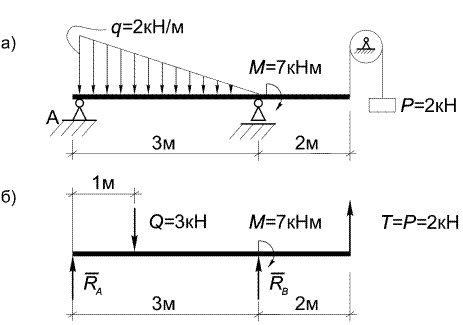 а)
q=2кН/м
M=7кНм
A
P=2кН
3м
2м
б)
1м
Q=3кН
M=7кНм
T=P=2кН
R̅A
R̅B
3м
2м